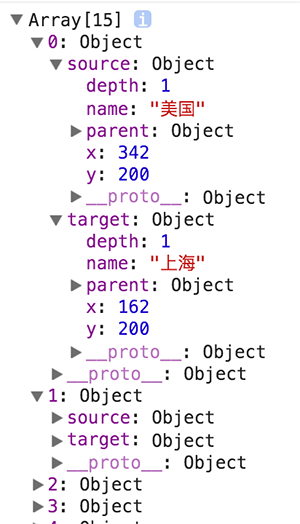 ▼ Array[15] i
▼ 0: Object
▼ source: Object
depth: 1
name: "美国"
▶ parent: Object
x: 342
y: 200
▶ __proto__: Object
▼ target: Object
depth: 1
name: "上海"
▶ parent: Object
x: 162
y: 200
▶ __proto__: Object
▶ __proto__: Object
▼ 1: Object
▶ source: Object
▶ target: Object
▶ __proto__: Object
▶ 2: Object
▶ 3: Object